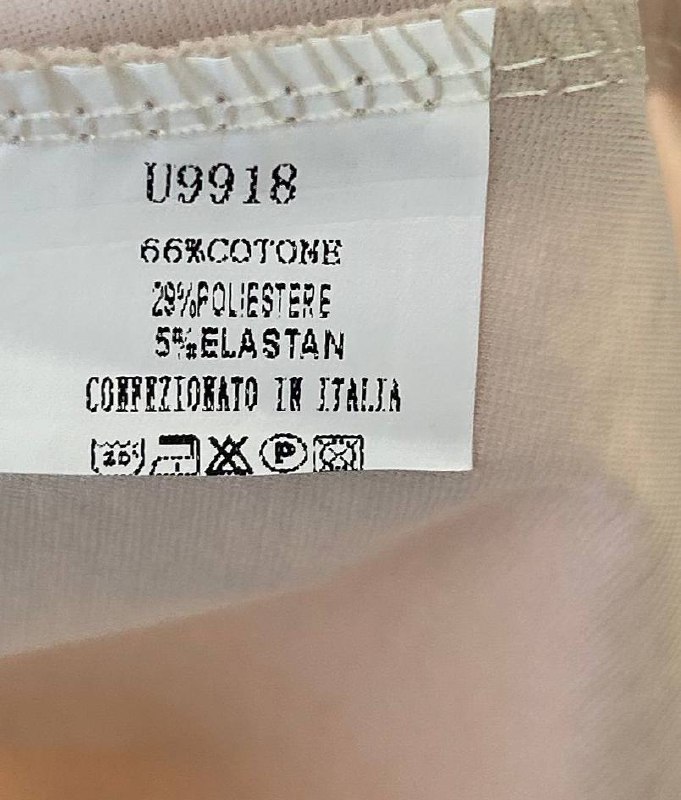 U9918
66%COTONE
29%POLIESTERE
5%ELASTAN
CONFEZIONATO IN ITALIA
P